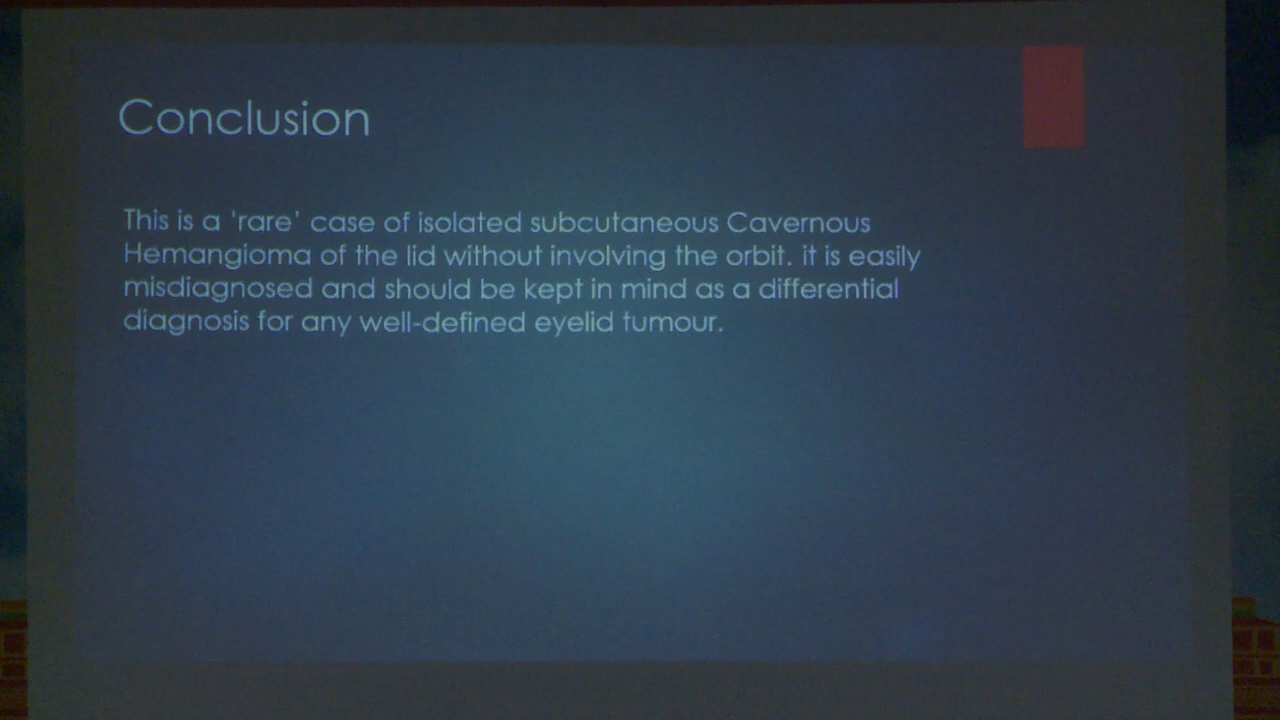 Conclusion
This is a 'rare' case of isolated subcutaneous Cavernous
Hemangioma of the lid without involving the orbit. it is easily
misdiagnosed and should be kept in mind as a differential
diagnosis for any well-defined eyelid tumour.